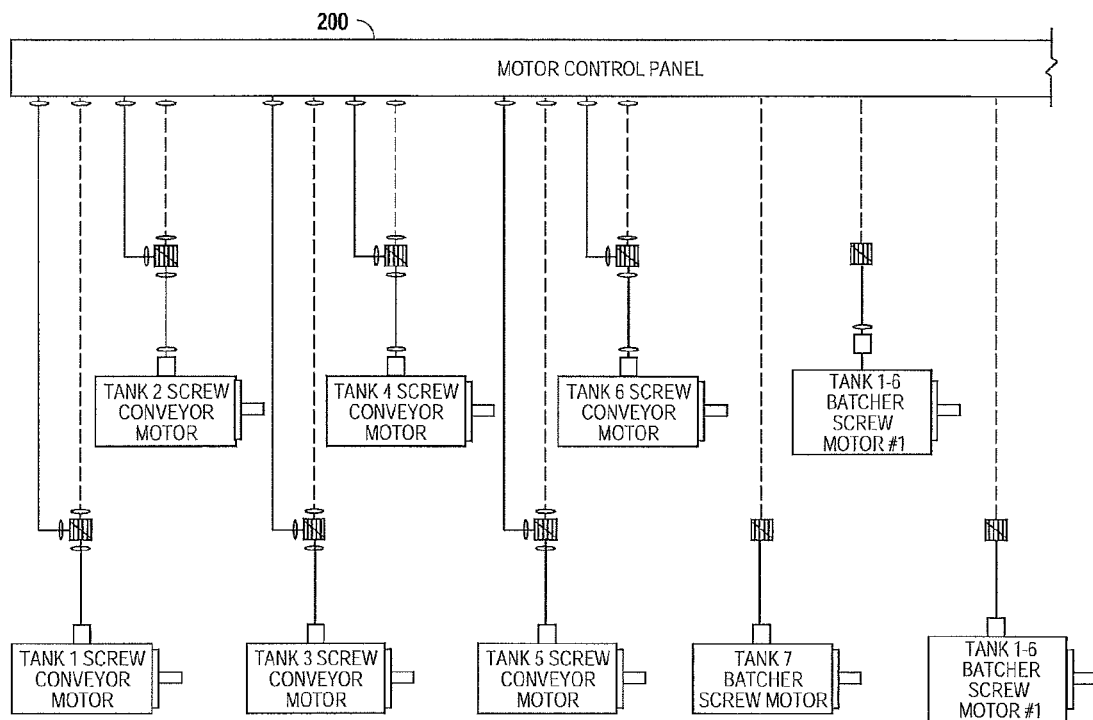 200
MOTOR CONTROL PANEL
TANK 2 SCREW
CONVEYOR
MOTOR
TANK 4 SCREW
CONVEYOR
MOTOR
TANK 6 SCREW
CONVEYOR
MOTOR
TANK 1-6
BATCHER
SCREW
MOTOR #1
TANK 1 SCREW
CONVEYOR
MOTOR
TANK 3 SCREW
CONVEYOR
MOTOR
TANK 5 SCREW
CONVEYOR
MOTOR
TANK 7
BATCHER
SCREW MOTOR
TANK 1-6
BATCHER
SCREW
MOTOR #1